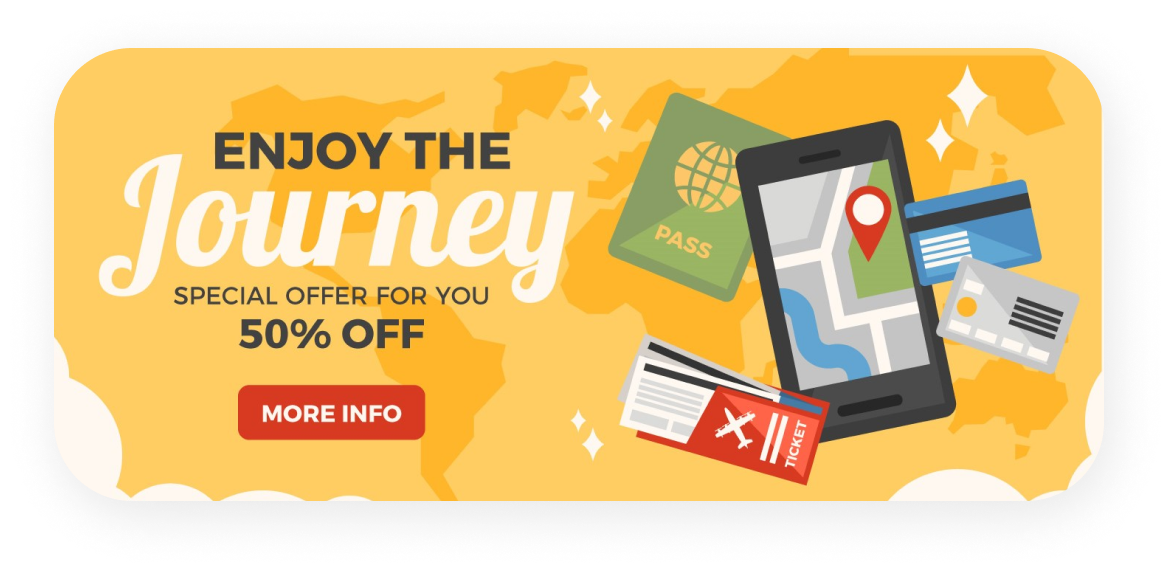 ENJOY THE
Journey
SPECIAL OFFER FOR YOU
50% OFF
MORE INFO
PASS
TICKET